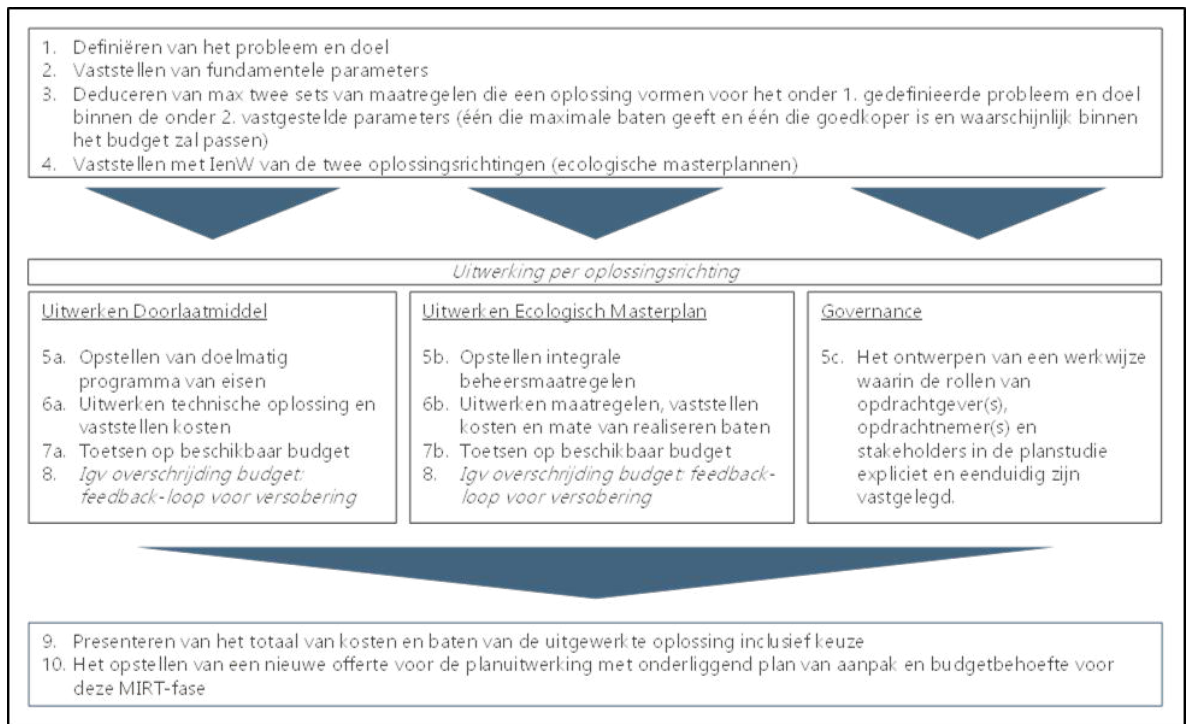 1. Definiëren van het probleem en doel
2. Vaststellen van fundamentele parameters
3. Deduceren van max twee sets van maatregelen die een oplossing vormen voor het onder 1. gedefinieerde probleem en doel
binnen de onder 2. vastgestelde parameters (één die maximale baten geeft en één die goedkoper is en waarschijnlijk binnen
het budget zal passen)
4. Vaststellen met IenW van de twee oplossingsrichtingen (ecologische masterplannen)
Uitwerking per oplossingsrichting
Uitwerken Doorlaatmiddel
5a. Opstellen van doelmatig
programma van eisen
6a. Uitwerken technische oplossing en
vaststellen kosten
7a. Toetsen op beschikbaar budget
8. Igv overschrijding budget:
feedback-loop voor versobering
Uitwerken Ecologisch Masterplan
5b. Opstellen integrale
beheersmaatregelen
6b. Uitwerken maatregelen, vaststellen
kosten en mate van realiseren baten
7b. Toetsen op beschikbaar budget
8. Igv overschrijding budget: feedback-
loop voor versobering
Governance
5c. Het ontwerpen van een werkwijze
waarin de rollen van
opdrachtgever(s),
opdrachtnemer(s) en
stakeholders in de planstudie
expliciet en eenduidig zijn
vastgelegd.
9. Presenteren van het totaal van kosten en baten van de uitgewerkte oplossing inclusief keuze
10. Het opstellen van een nieuwe offerte voor de planuitwerking met onderliggend plan van aanpak en budgetbehoefte voor
deze MIRT-fase